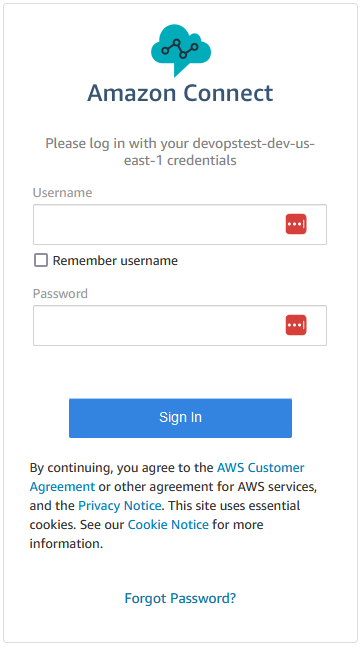 Amazon Connect
Please log in with your devopstest-dev-us-
east-1 credentials
Username
Remember username
Password
Sign In
By continuing, you agree to the AWS Customer
Agreement or other agreement for AWS services,
and the Privacy Notice. This site uses essential
cookies. See our Cookie Notice for more
information.
Forgot Password?